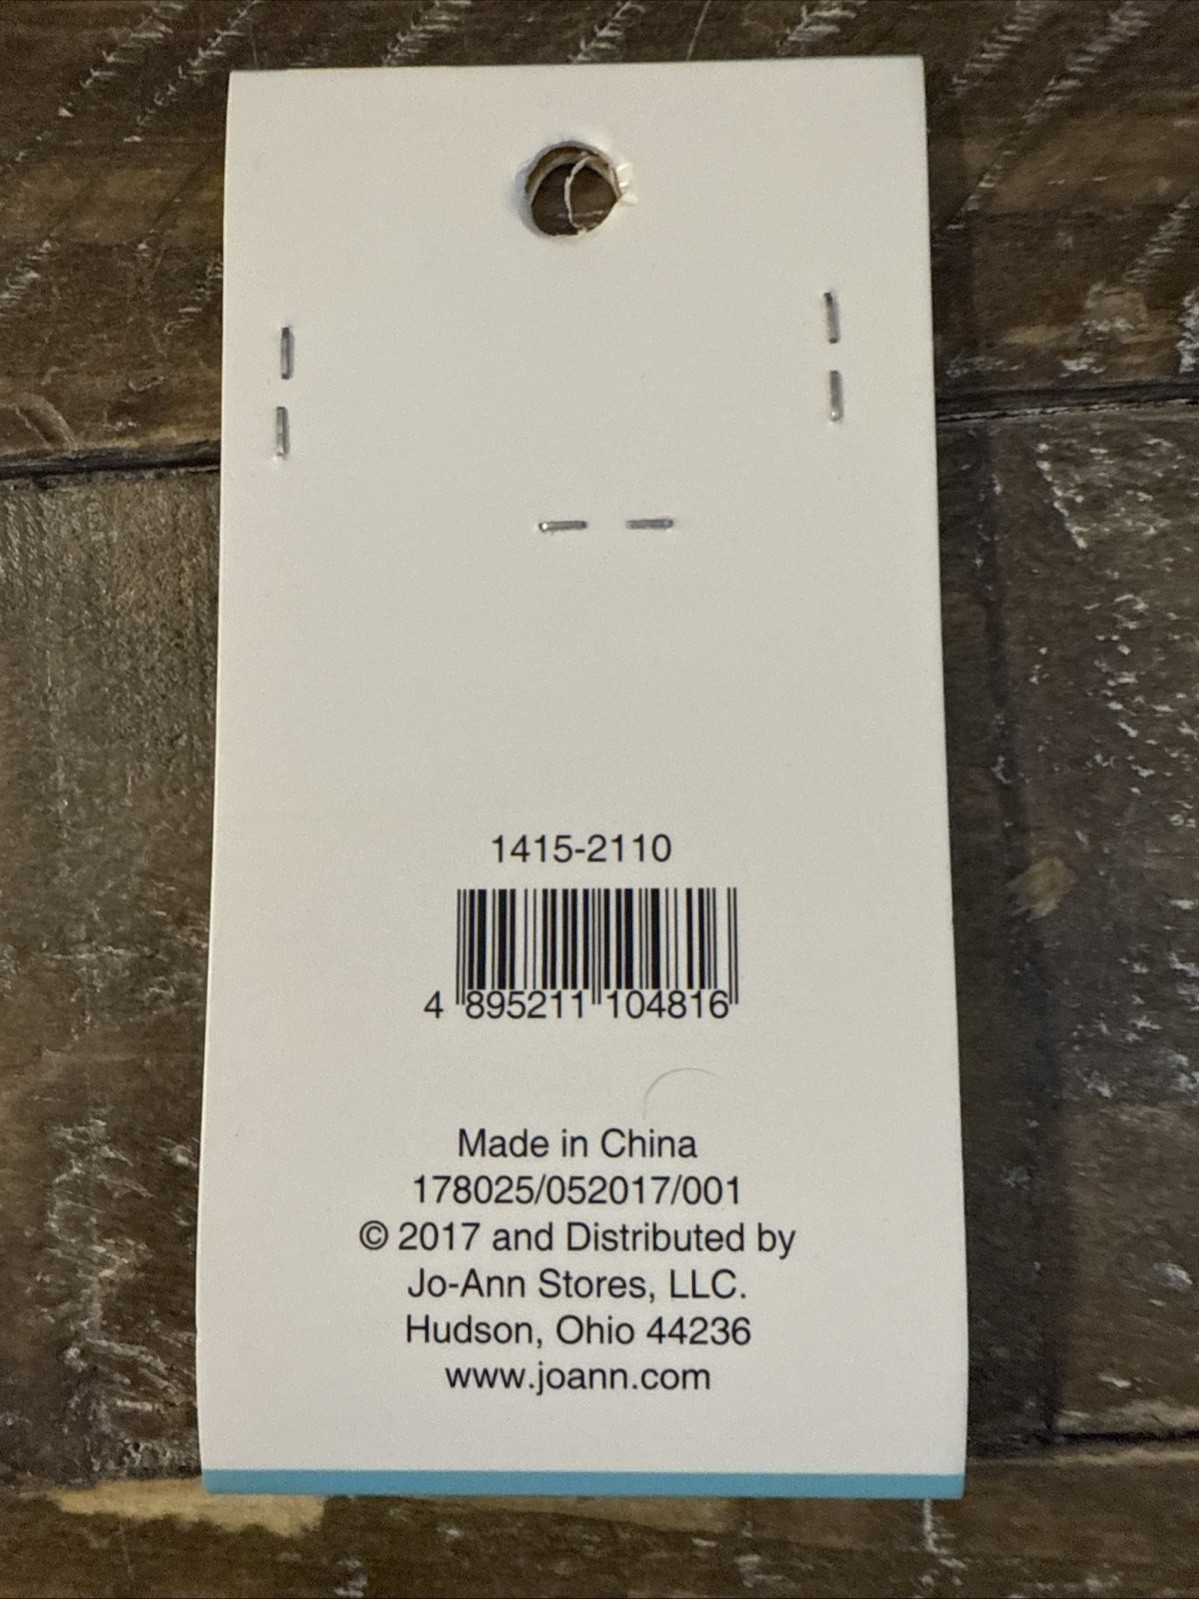 1415-2110
4 895211 104816
Made in China
178025/052017/001
© 2017 and Distributed by
Jo-Ann Stores, LLC.
Hudson, Ohio 44236
www.joann.com